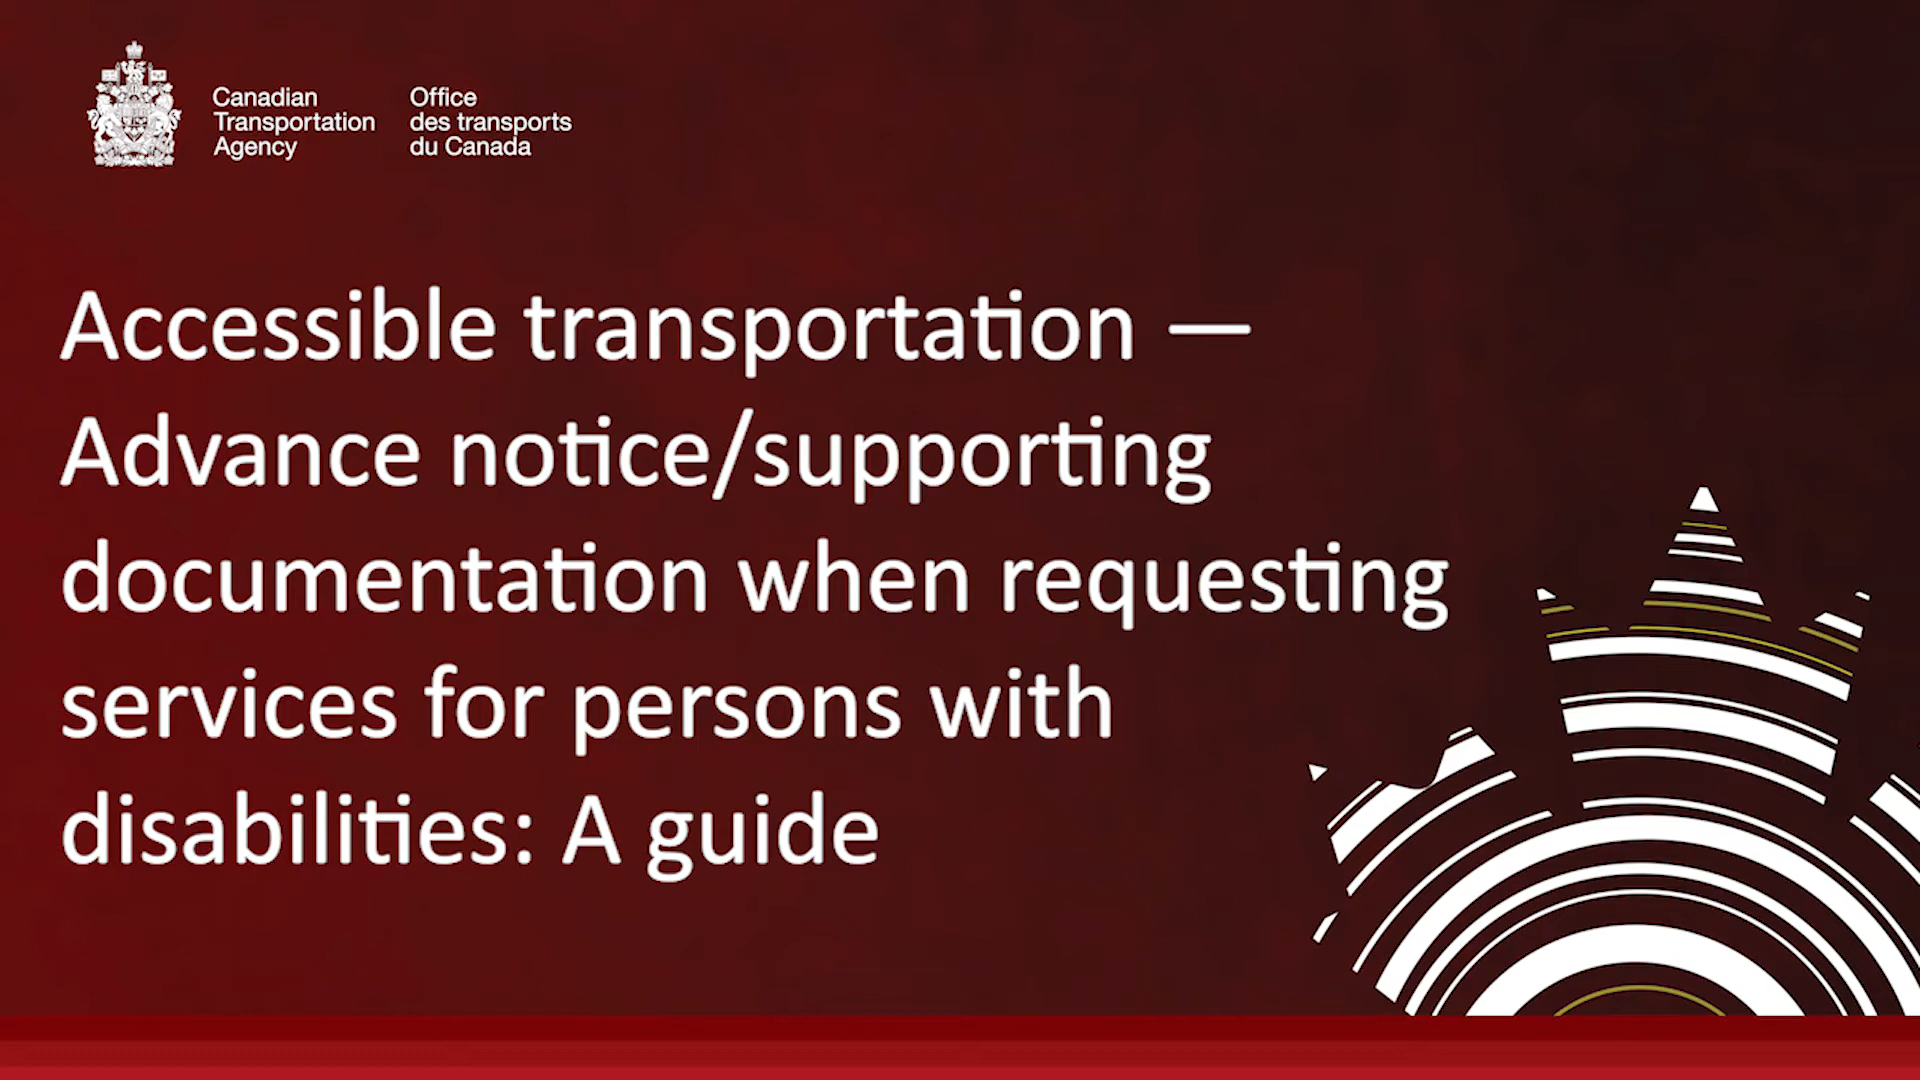 Canadian
Transportation
Agency
Office
des transports
du Canada
Accessible transportation —
Advance notice/supporting
documentation when requesting
services for persons with
disabilities: A guide